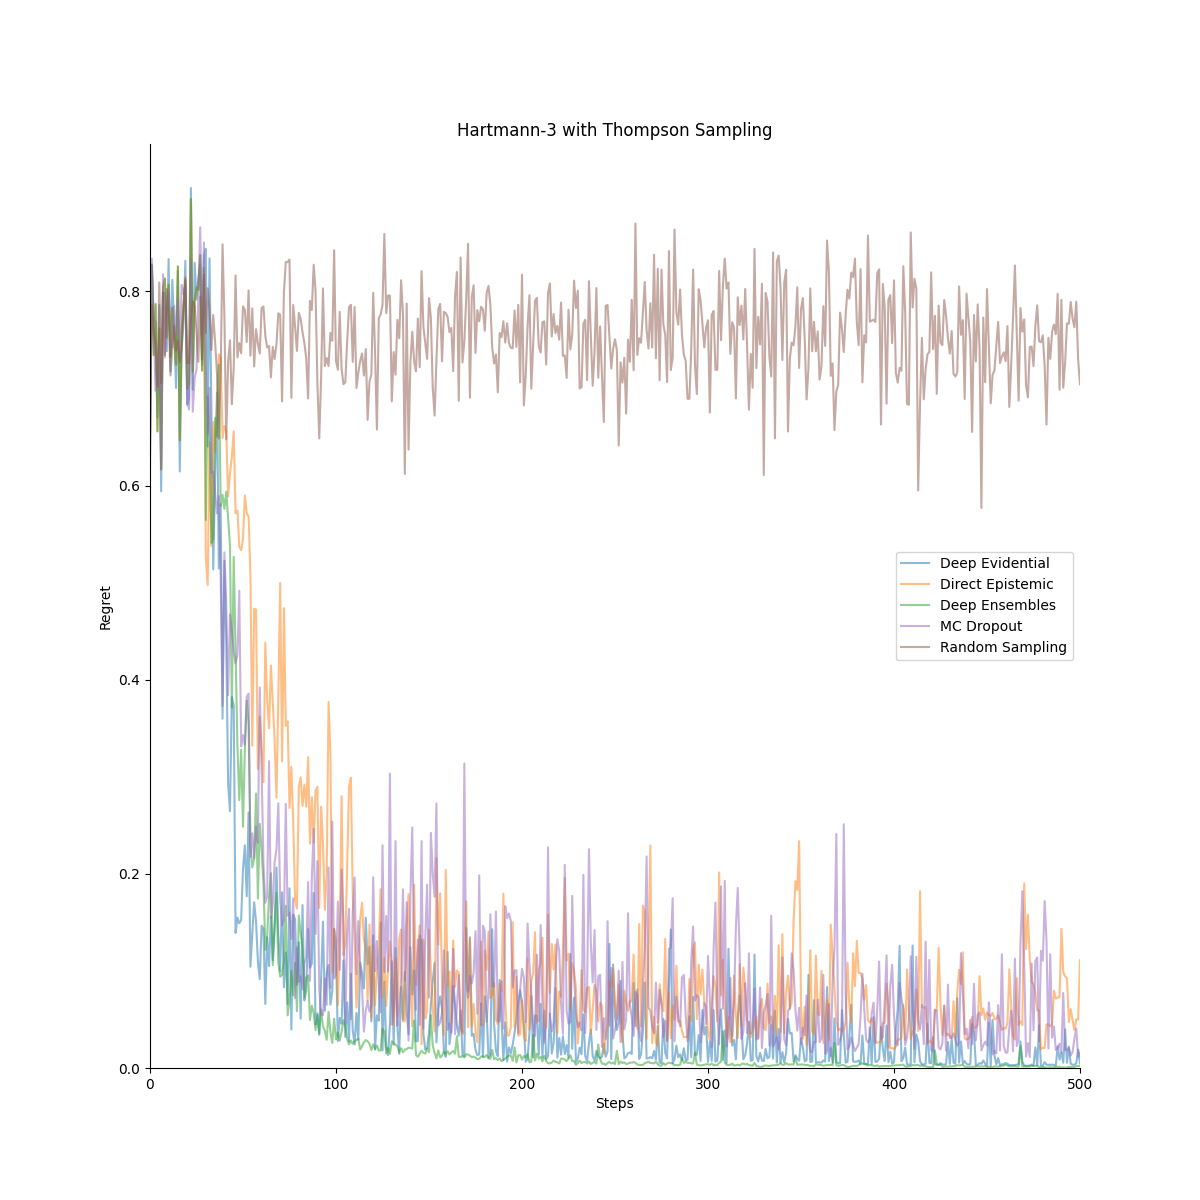 Hartmann-3 with Thompson Sampling
Regret
0.8
0.6
0.4
0.2
0.0
Deep Evidential
Direct Epistemic
Deep Ensembles
MC Dropout
Random Sampling
0 100 200 300 400 500
Steps